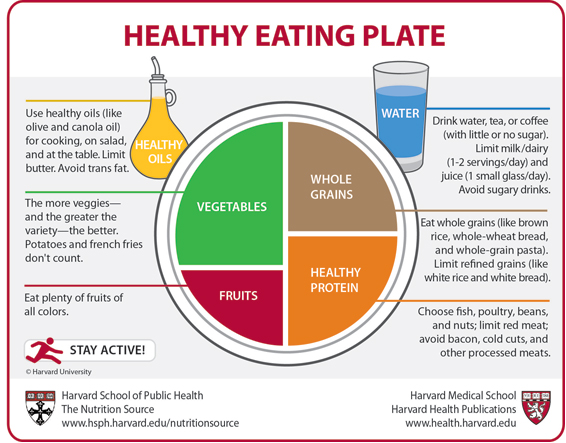 HEALTHY EATING PLATE
Use healthy oils (like
olive and canola oil)
for cooking, on salad,
and at the table. Limit
butter. Avoid trans fat.
HEALTHY
OILS
WATER
Drink water, tea, or coffee
(with little or no sugar).
Limit milk/dairy
(1-2 servings/day) and
juice (1 small glass/day).
Avoid sugary drinks.
The more veggies—
and the greater the
variety—the better.
Potatoes and french fries
don't count.
VEGETABLES
WHOLE
GRAINS
Eat whole grains (like brown
rice, whole-wheat bread,
and whole-grain pasta).
Limit refined grains (like
white rice and white bread).
Eat plenty of fruits of
all colors.
FRUITS
HEALTHY
PROTEIN
Choose fish, poultry, beans,
and nuts; limit red meat;
avoid bacon, cold cuts, and
other processed meats.
STAY ACTIVE!
© Harvard University
Harvard School of Public Health
The Nutrition Source
www.hsph.harvard.edu/nutritionsource
Harvard Medical School
Harvard Health Publications
www.health.harvard.edu